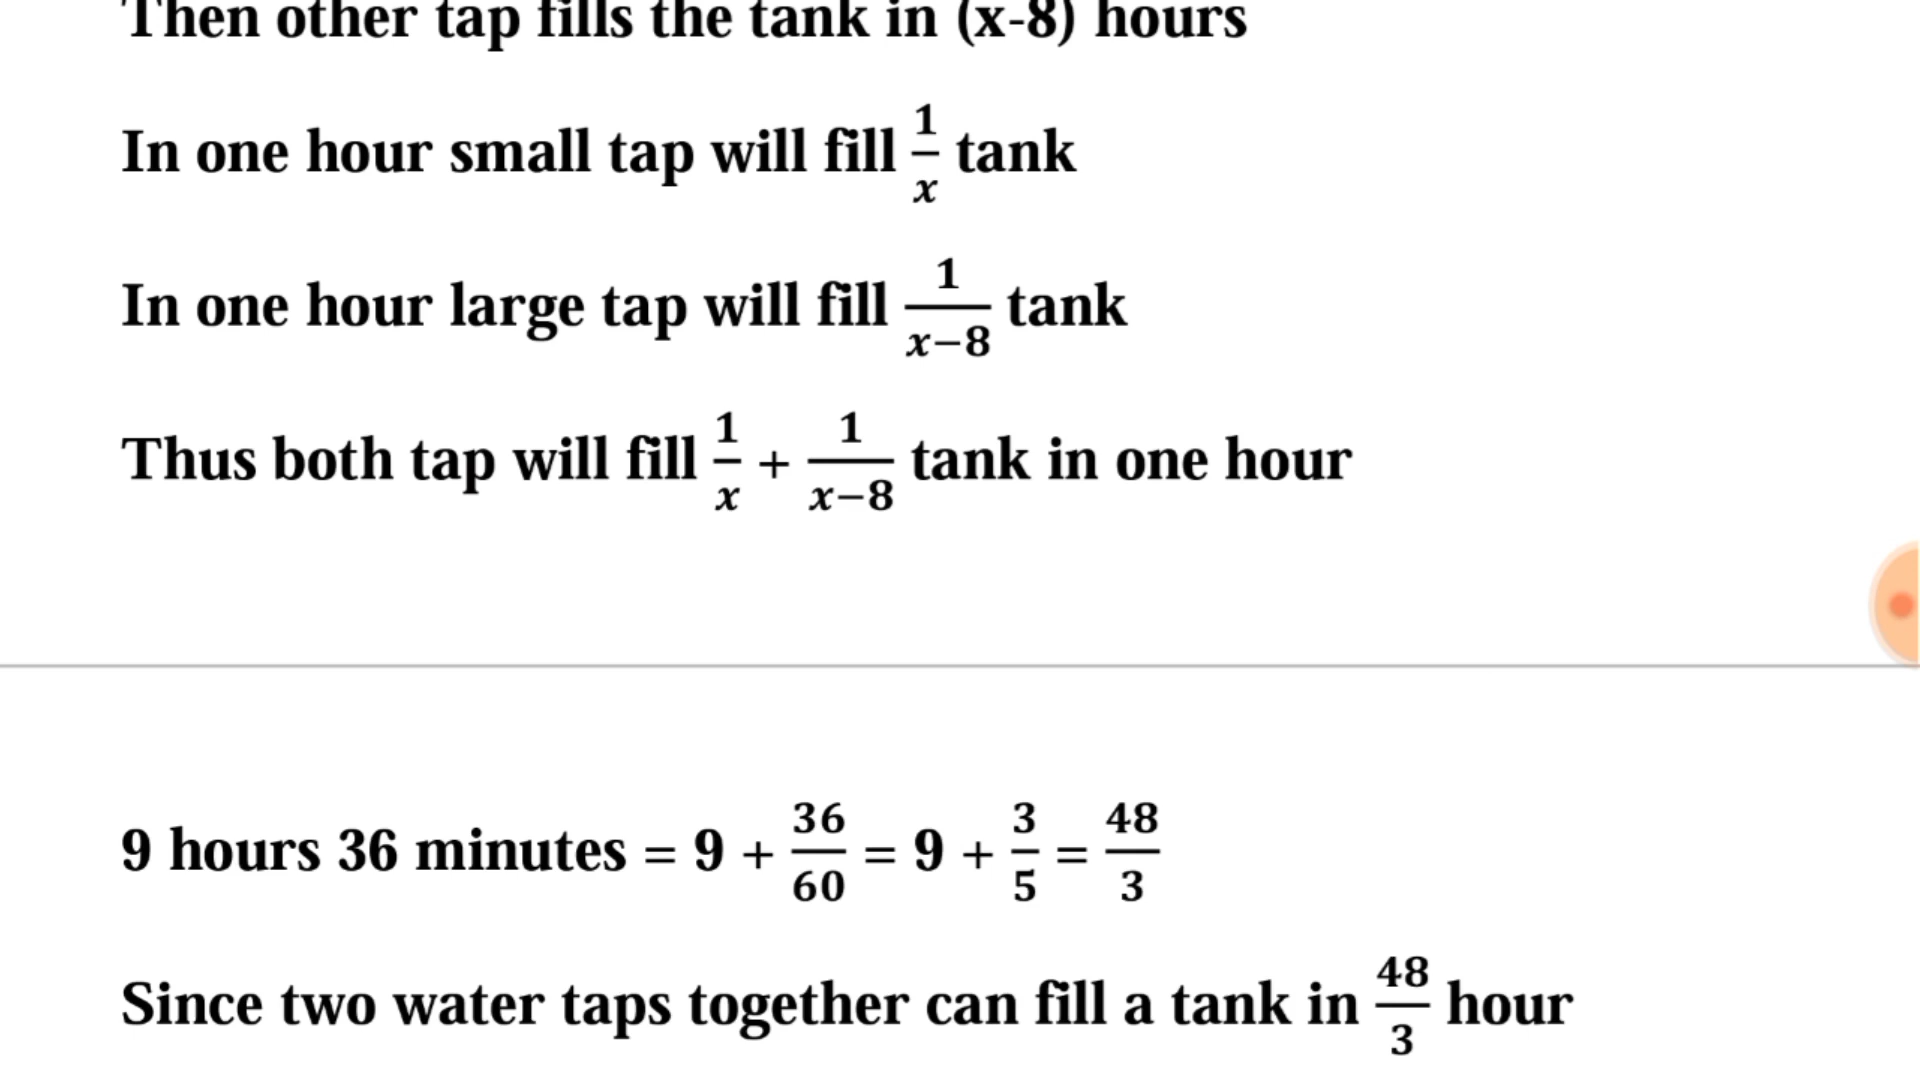 Then other tap fills the tank in (x-8) hours
In one hour small tap will fill 1/x tank
In one hour large tap will fill 1/(x−8) tank
Thus both tap will fill 1/x + 1/(x−8) tank in one hour
9 hours 36 minutes = 9 + 36/60 = 9 + 3/5 = 48/3
Since two water taps together can fill a tank in 48/3 hour